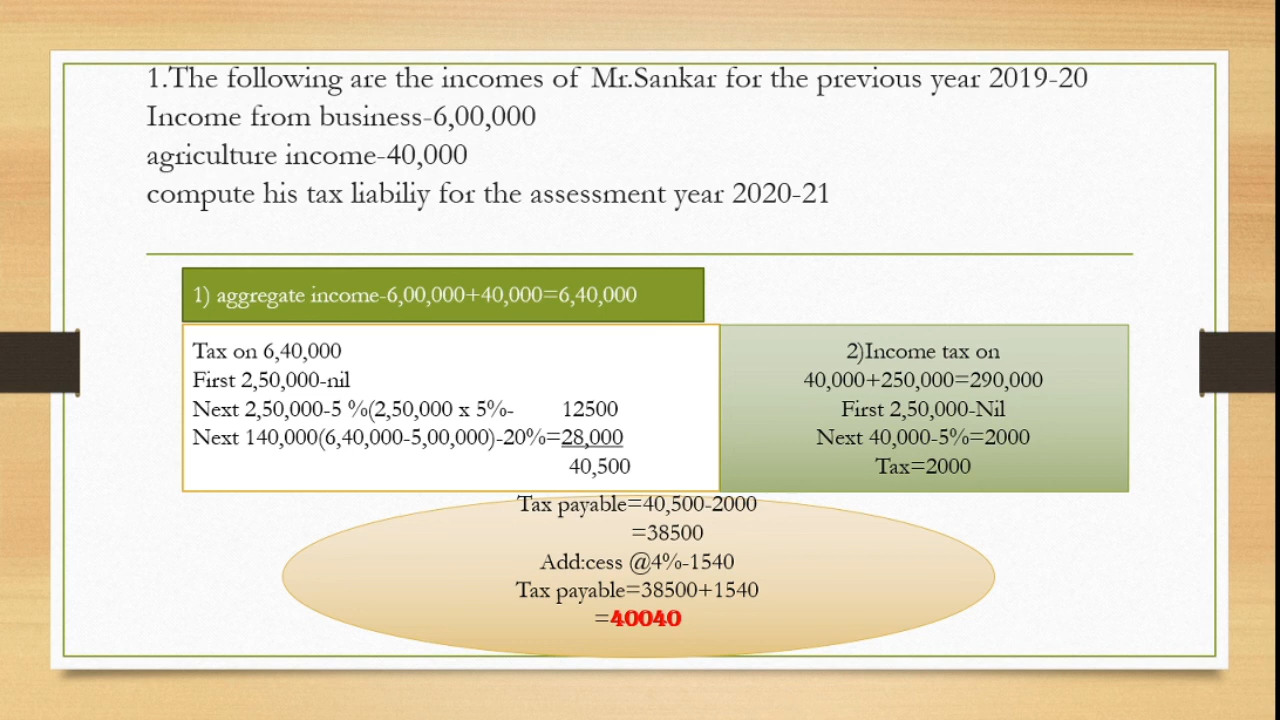 1.The following are the incomes of Mr.Sankar for the previous year 2019-20
Income from business-6,00,000
agriculture income-40,000
compute his tax liabiliy for the assessment year 2020-21
1) aggregate income-6,00,000+40,000=6,40,000
Tax on 6,40,000
First 2,50,000-nil
Next 2,50,000-5 %(2,50,000 x 5%- 12500
Next 140,000(6,40,000-5,00,000)-20%=28,000
40,500
2)Income tax on
40,000+250,000=290,000
First 2,50,000-Nil
Next 40,000-5%=2000
Tax=2000
Tax payable=40,500-2000
=38500
Add:cess @4%-1540
Tax payable=38500+1540
=40040